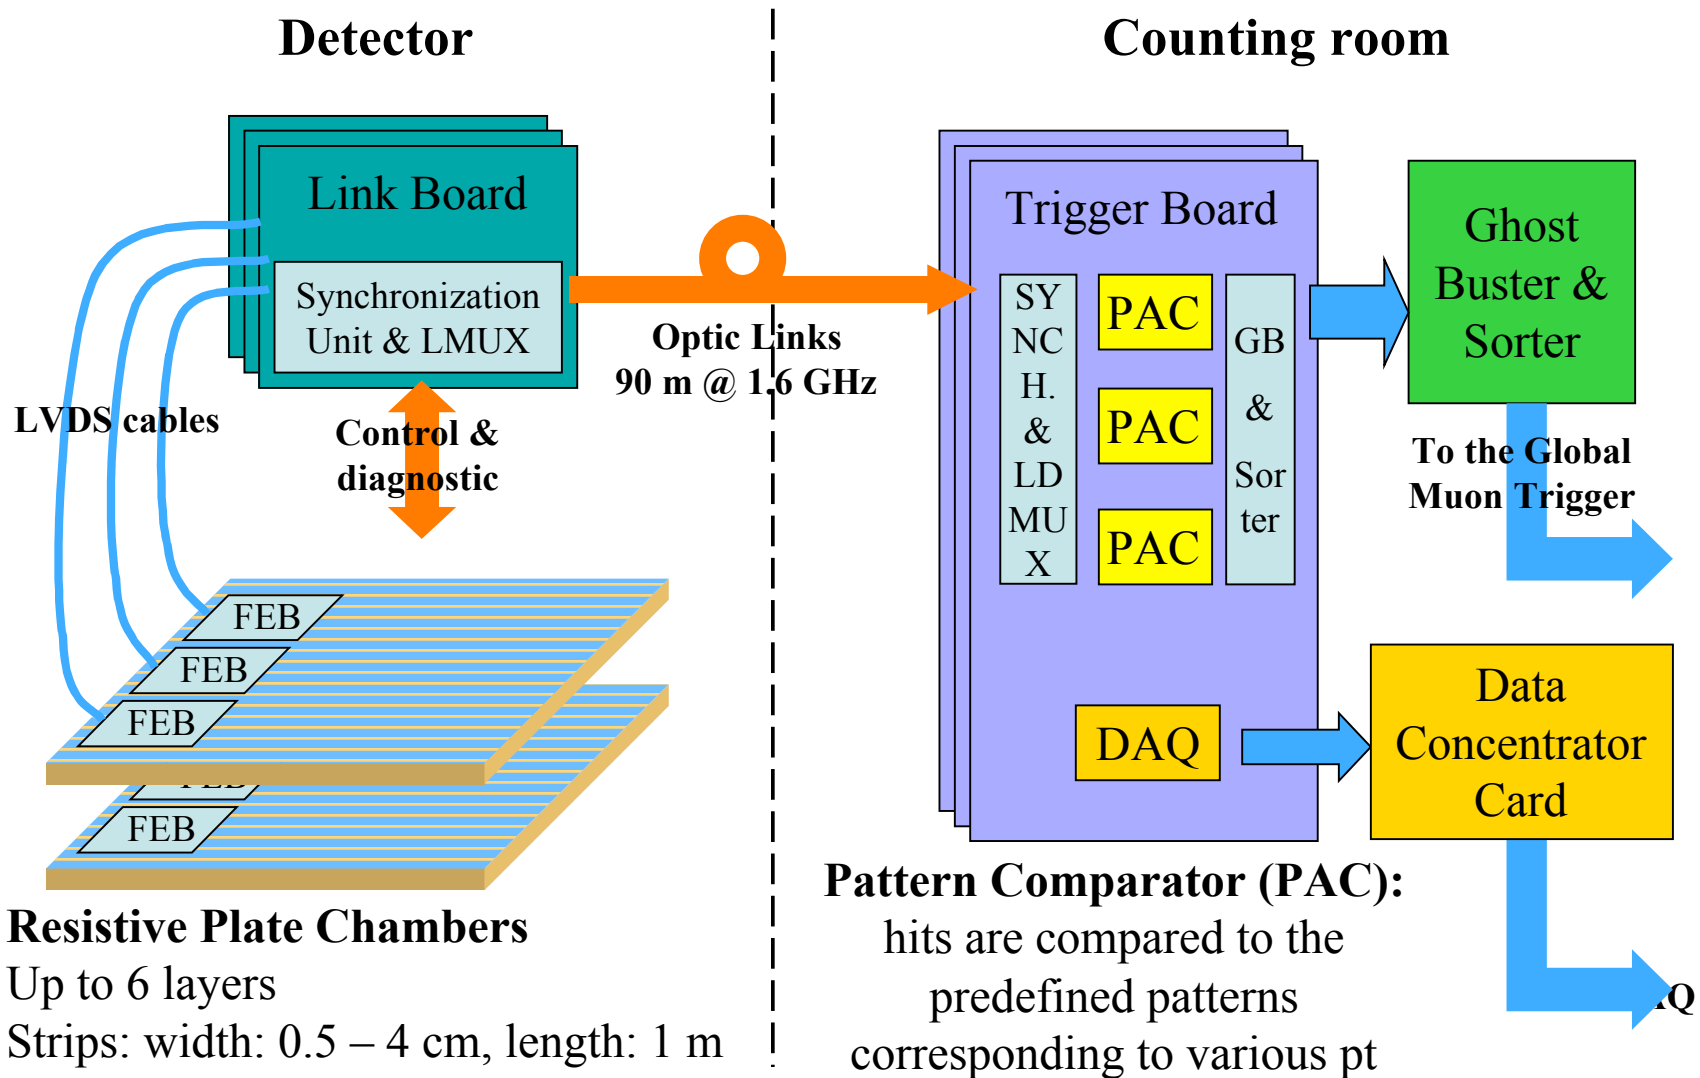 Detector
Counting room
Link Board
Synchronization
Unit & LMUX
LVDS cables
Control &
diagnostic
Optic Links
90 m @ 1.6 GHz
FEB
FEB
FEB
FEB
Resistive Plate Chambers
Up to 6 layers
Strips: width: 0.5 – 4 cm, length: 1 m
Trigger Board
SY
NC
H.
&
LD
MU
X
PAC
PAC
PAC
GB
&
Sor
ter
DAQ
Ghost
Buster &
Sorter
To the Global
Muon Trigger
Data
Concentrator
Card
Pattern Comparator (PAC):
hits are compared to the
predefined patterns
corresponding to various pt